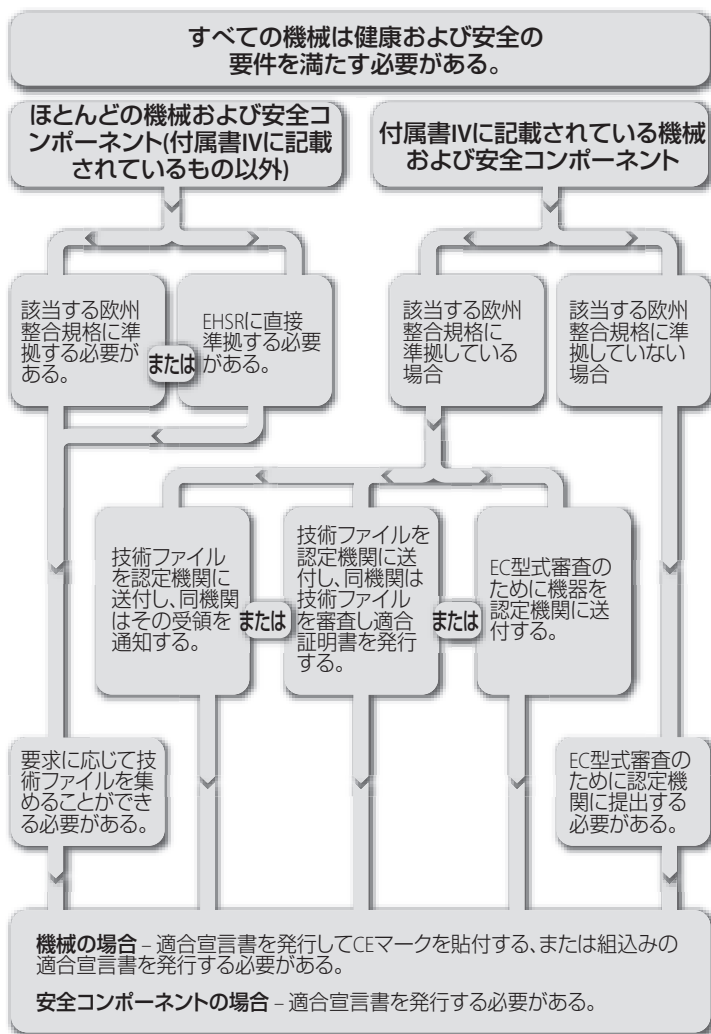 すべての機械は健康および安全の
要件を満たす必要がある。
ほとんどの機械および安全コ
ンポーネント(付属書IVに記載
されているもの以外)
付属書IVに記載されている機械
および安全コンポーネント
該当する欧州
整合規格に準
拠する必要が
ある。
または
EHSRに直接
準拠する必要
がある。
該当する欧州
整合規格に
準拠している
場合
該当する欧州
整合規格に準
拠していない
場合
技術ファイル
を認定機関に
送付し、同機関
はその受領を
通知する。
または
技術ファイルを
認定機関に送
付し、同機関は
技術ファイル
を審査し適合
証明書を発行
する。
または
EC型式審査の
ために機器を
認定機関に送
付する。
要求に応じて技
術ファイルを集
めることができ
る必要がある。
EC型式審査の
ために認定機
関に提出する
必要がある。
機械の場合 – 適合宣言書を発行してCEマークを貼付する、または組込みの
適合宣言書を発行する必要がある。
安全コンポーネントの場合 – 適合宣言書を発行する必要がある。